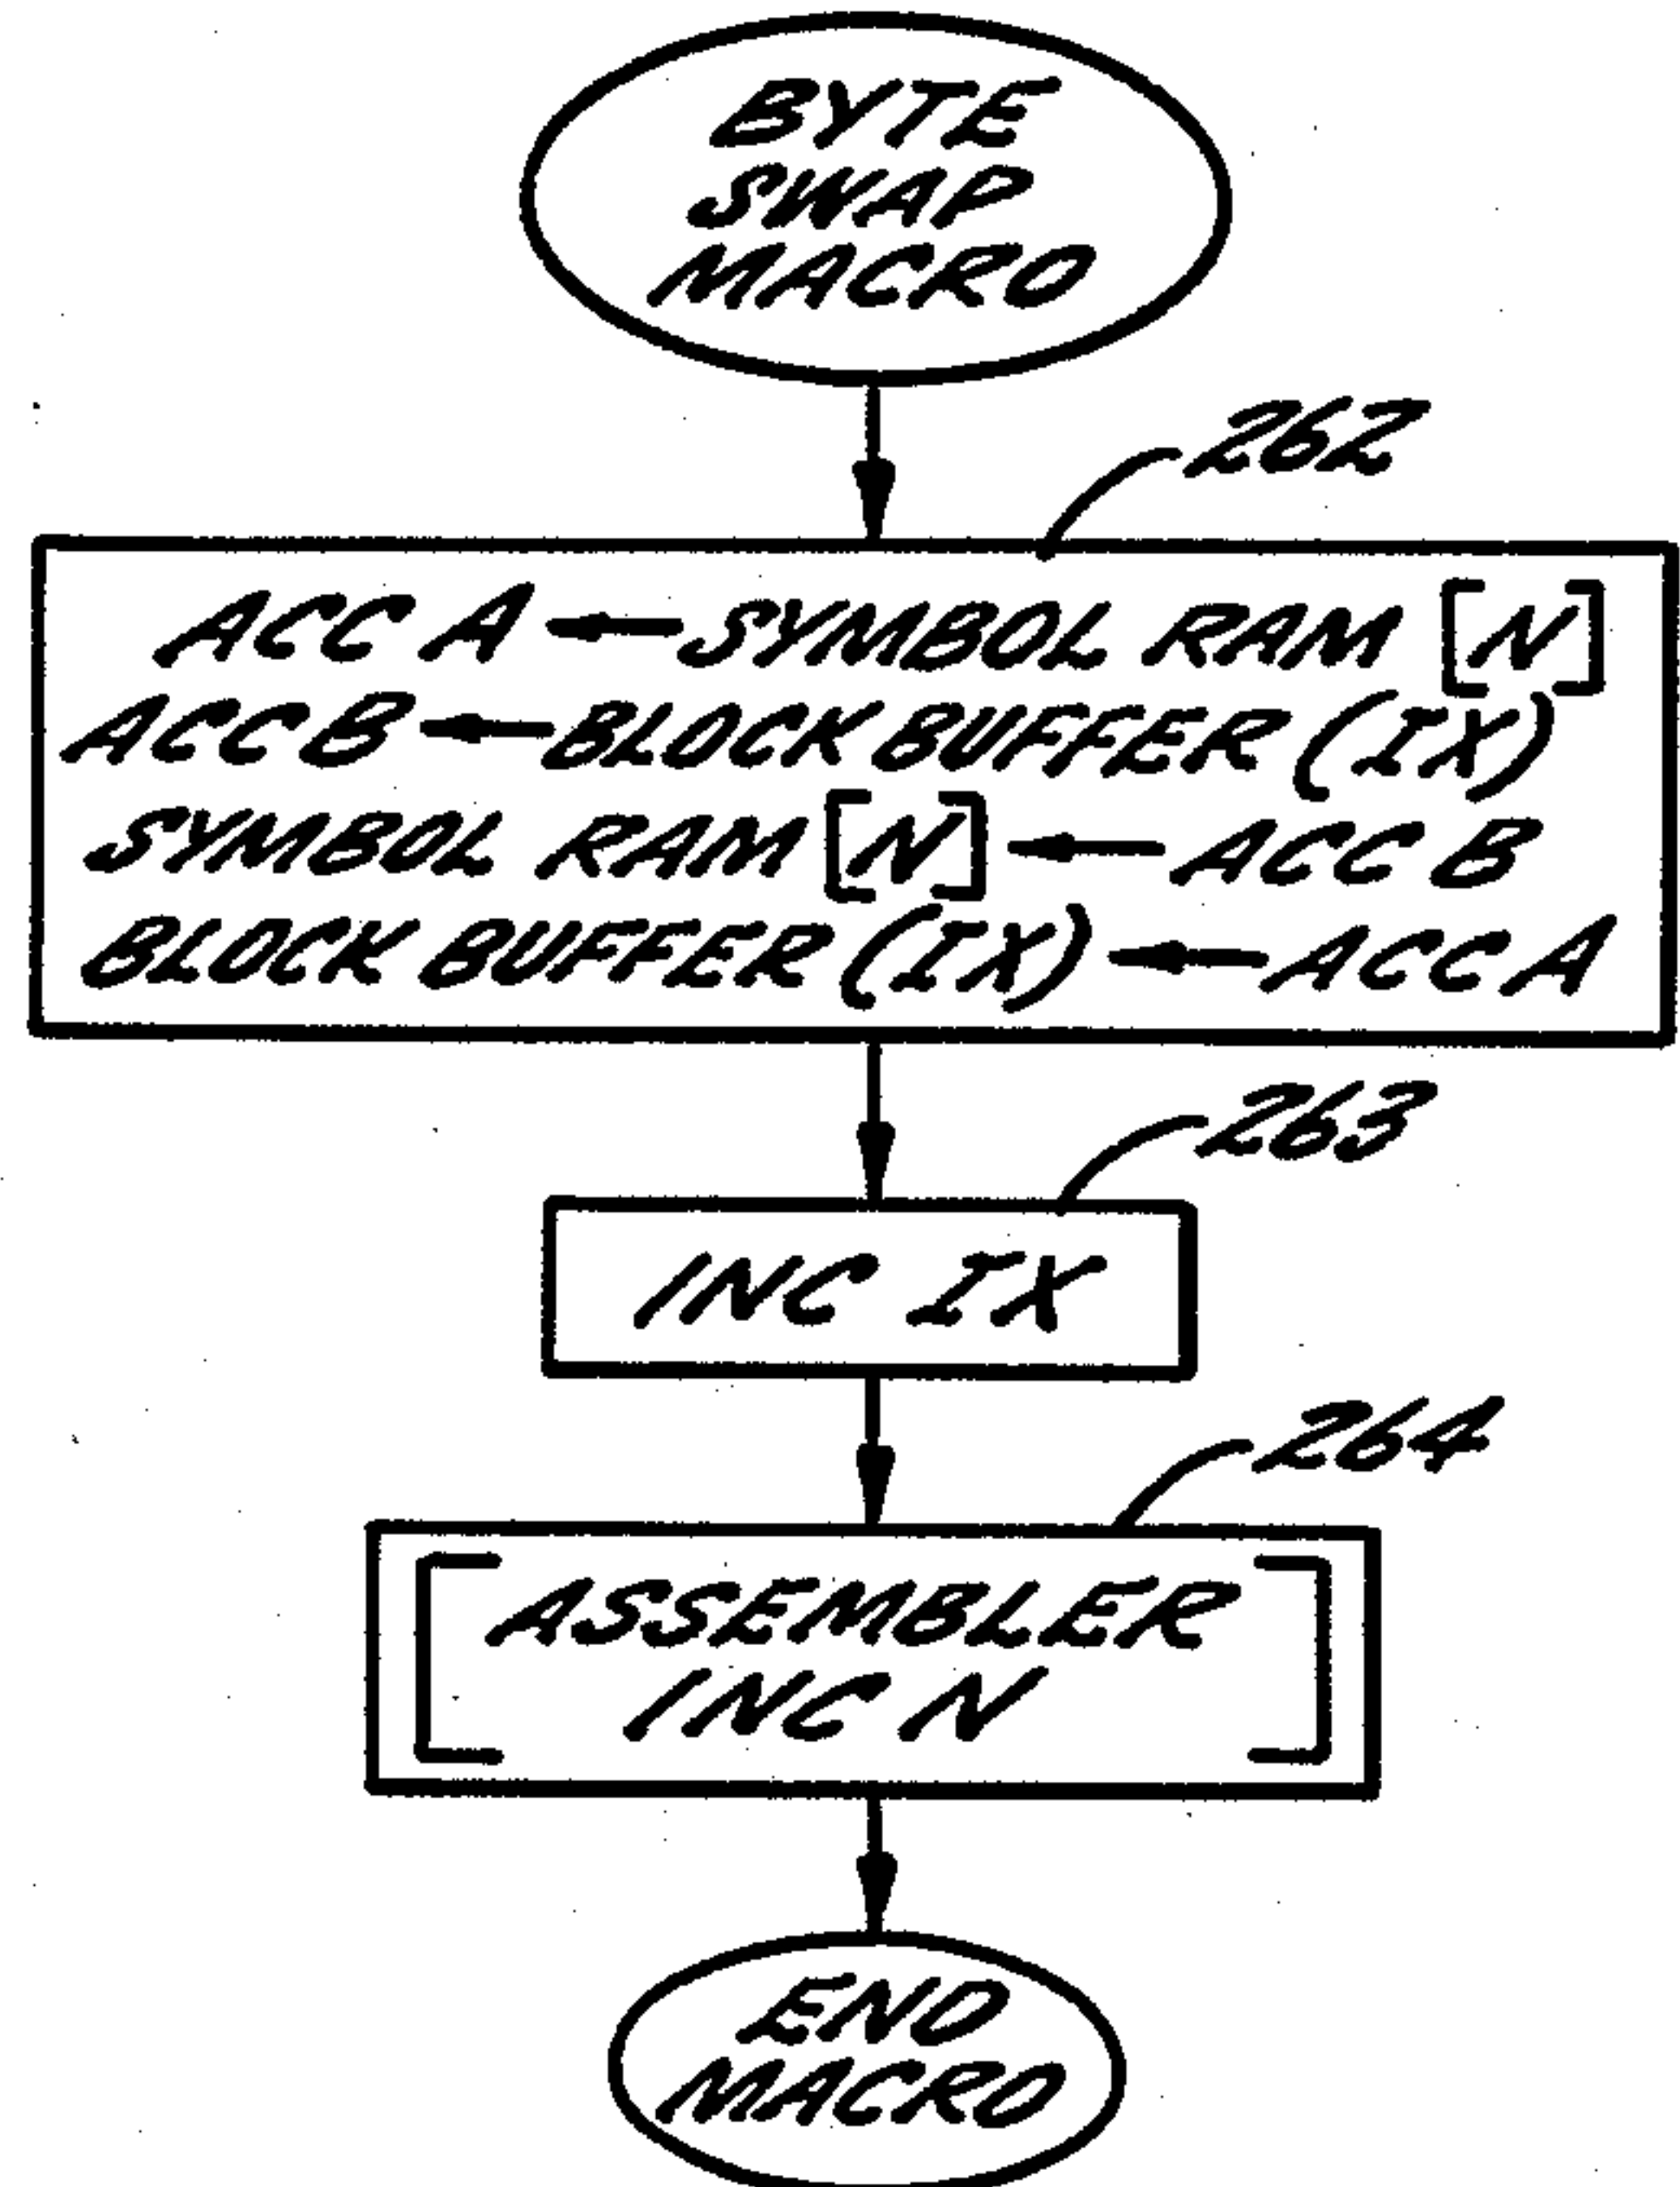 BYTE
SWAP
MACRO
262
ACC A ← SYMBOL RAM [N]
ACC B ← BLOCK BUFFER (IX)
SYMBOL RAM [N] ← ACC B
BLOCK BUFFER (IX) ← ACC A
263
INC IX
264
ASSEMBLER
INC N
END
MACRO